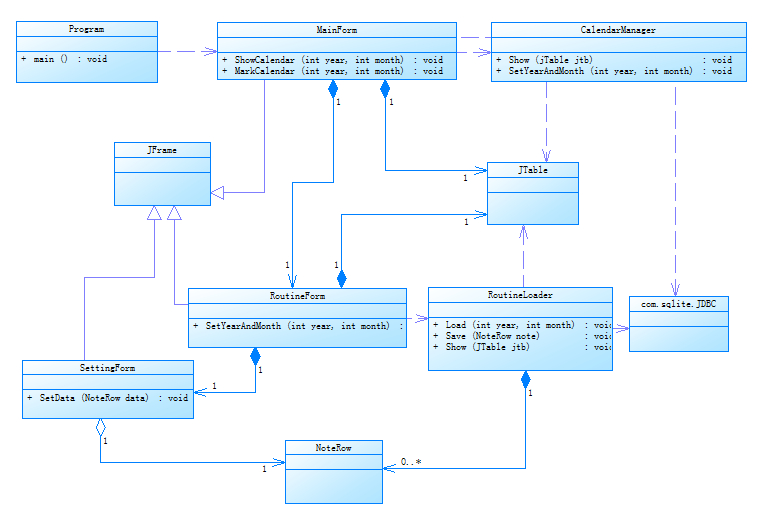 Program
+ main () : void
MainForm
+ ShowCalendar (int year, int month) : void
+ MarkCalendar (int year, int month) : void
CalendarManager
+ Show (jTable jtb) : void
+ SetYearAndMonth (int year, int month) : void
1
1
JFrame
JTable
1
1
1
1
RoutineForm
+ SetYearAndMonth (int year, int month) :
RoutineLoader
+ Load (int year, int month) : voi
+ Save (NoteRow note) : voi
+ Show (JTable jtb) : voi
com.sqlite.JDBC
SettingForm
+ SetData (NoteRow data) : void
1
1
1
1
NoteRow
1
0..*